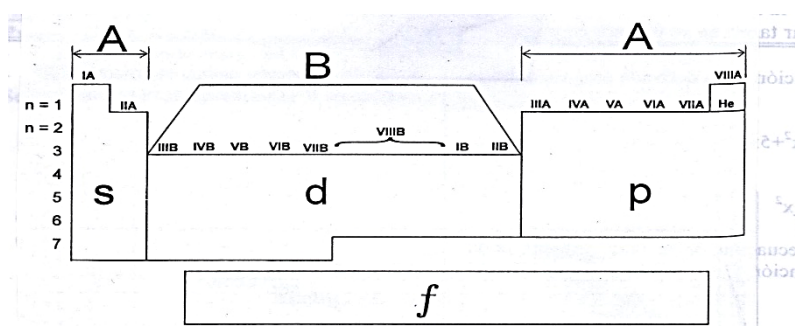 A
A
IA
B
VIIIA
n = 1
IIA
IIIA IVA VA VIA VIIA He
n = 2
VIIIB
3
IIIB IVB VB VIB VIIB IB IIB
4
s
d
p
5
6
7
f